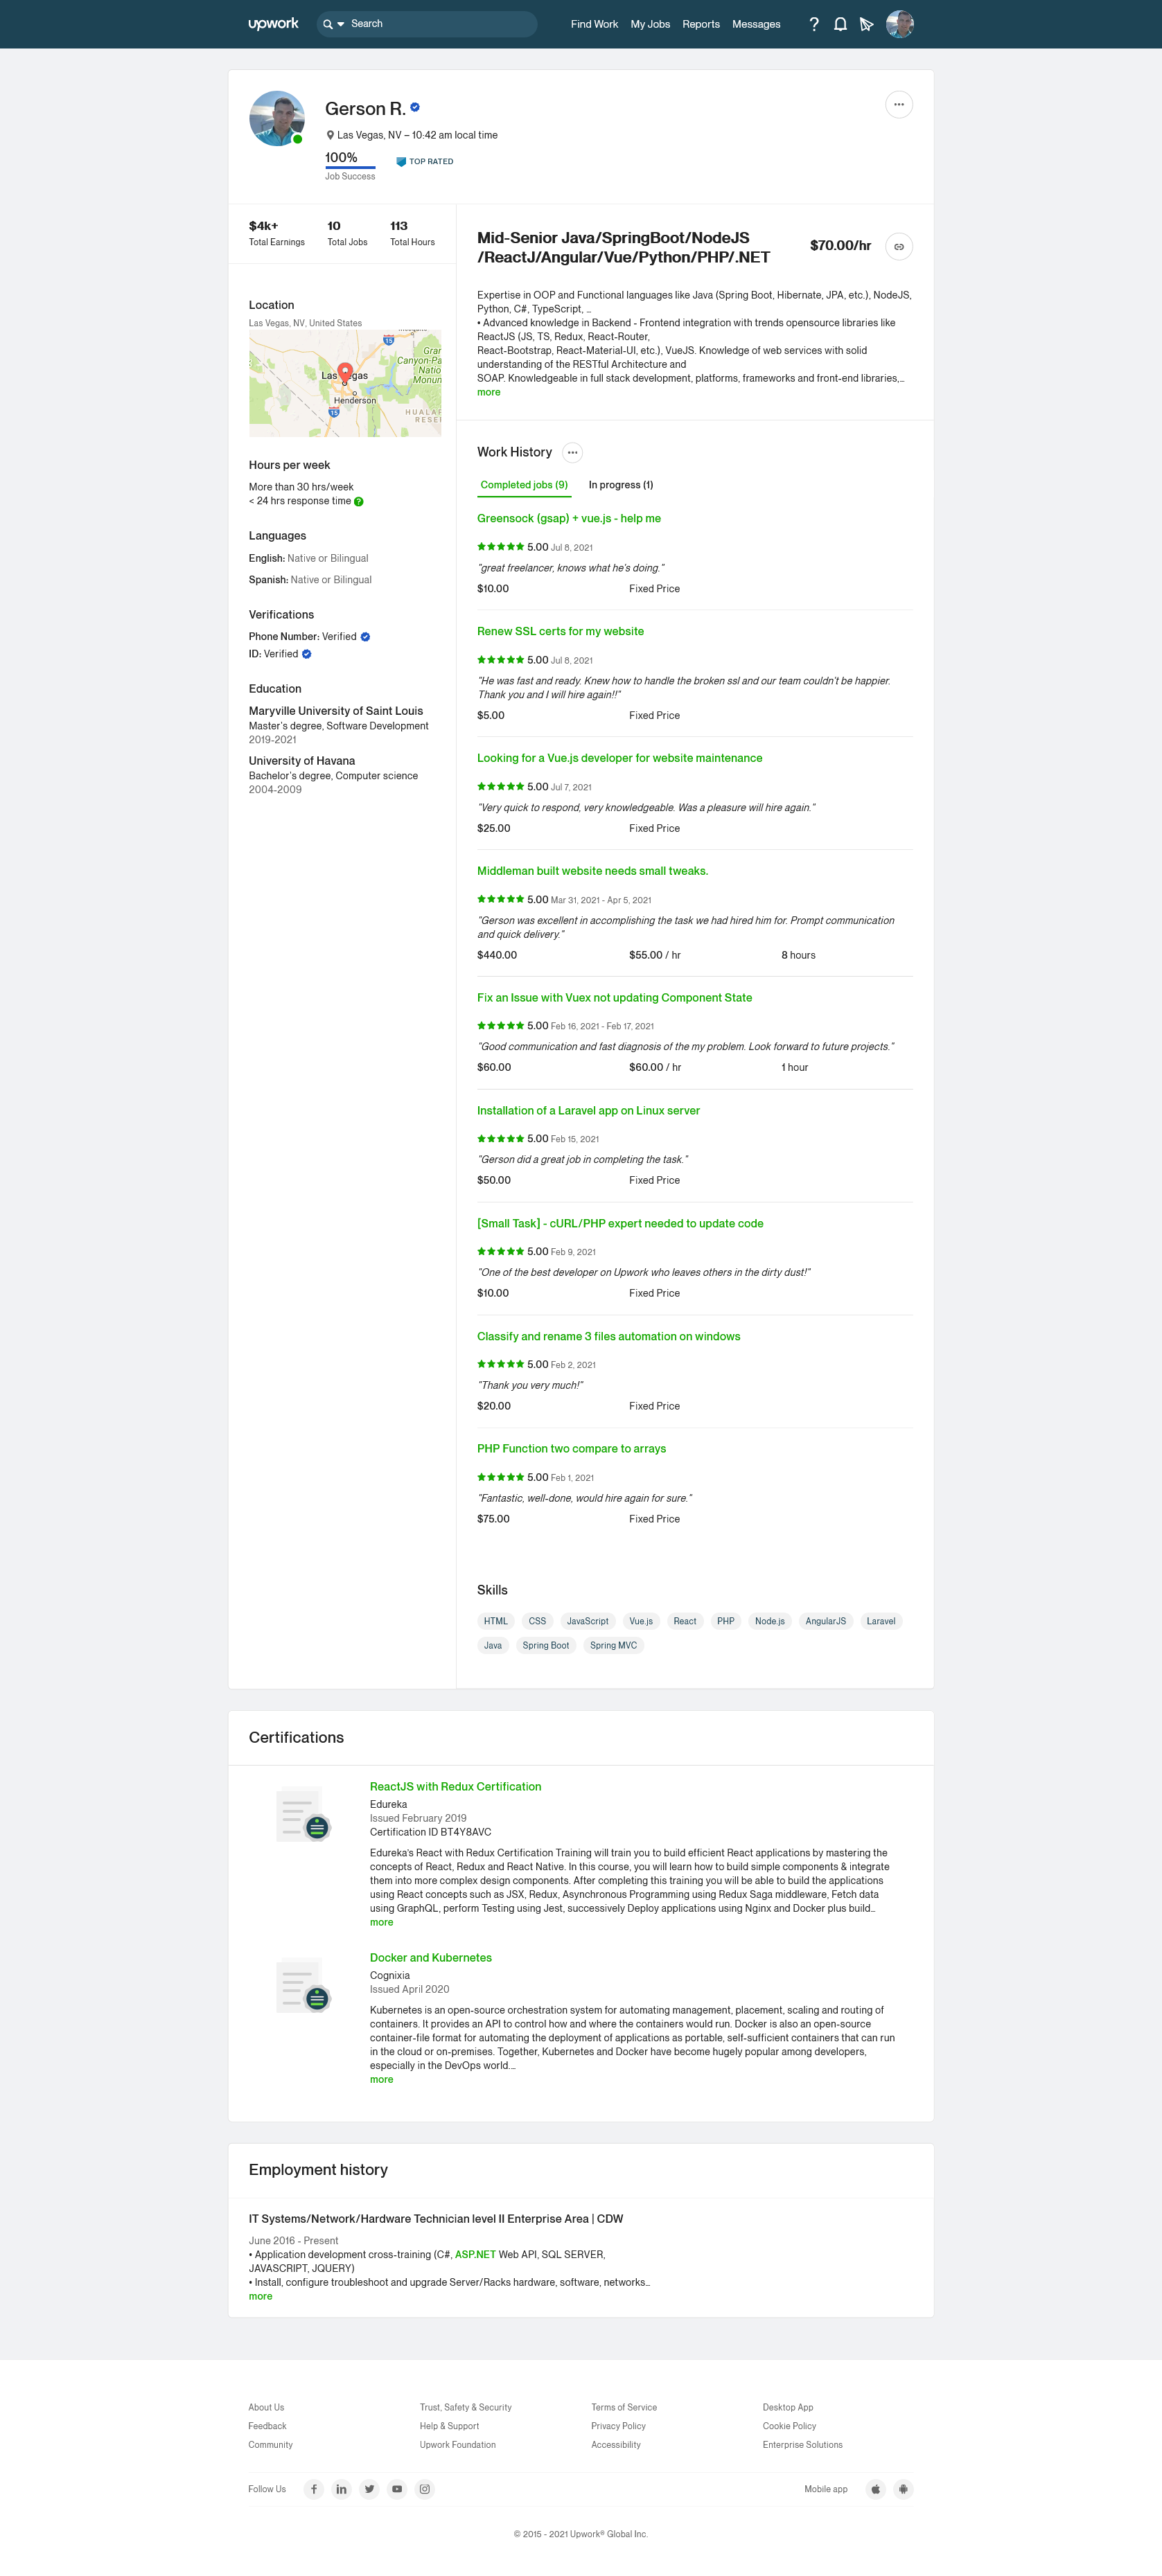 upwork
Search
Find Work
My Jobs
Reports
Messages
Gerson R.
Las Vegas, NV – 10:42 am local time
100%
Job Success
TOP RATED
$4k+
Total Earnings
10
Total Jobs
113
Total Hours
Location
Las Vegas, NV, United States
15
Gran
Canyon-Pa
Nation
Monum
Las Vegas
Henderson
15
HUALAP
RESER
Hours per week
More than 30 hrs/week
< 24 hrs response time
Languages
English: Native or Bilingual
Spanish: Native or Bilingual
Verifications
Phone Number: Verified
ID: Verified
Education
Maryville University of Saint Louis
Master's degree, Software Development
2019-2021
University of Havana
Bachelor's degree, Computer science
2004-2009
Mid-Senior Java/SpringBoot/NodeJS
/ReactJ/Angular/Vue/Python/PHP/.NET
$70.00/hr
Expertise in OOP and Functional languages like Java (Spring Boot, Hibernate, JPA, etc.), NodeJS,
Python, C#, TypeScript, ...
• Advanced knowledge in Backend - Frontend integration with trends opensource libraries like
ReactJS (JS, TS, Redux, React-Router,
React-Bootstrap, React-Material-UI, etc.), VueJS. Knowledge of web services with solid
understanding of the RESTful Architecture and
SOAP. Knowledgeable in full stack development, platforms, frameworks and front-end libraries,…
more
Work History
Completed jobs (9)
In progress (1)
Greensock (gsap) + vue.js - help me
5.00 Jul 8, 2021
"great freelancer, knows what he's doing."
$10.00
Fixed Price
Renew SSL certs for my website
5.00 Jul 8, 2021
"He was fast and ready. Knew how to handle the broken ssl and our team couldn't be happier.
Thank you and I will hire again!!"
$5.00
Fixed Price
Looking for a Vue.js developer for website maintenance
5.00 Jul 7, 2021
"Very quick to respond, very knowledgeable. Was a pleasure will hire again."
$25.00
Fixed Price
Middleman built website needs small tweaks.
5.00 Mar 31, 2021 - Apr 5, 2021
"Gerson was excellent in accomplishing the task we had hired him for. Prompt communication
and quick delivery."
$440.00
$55.00 / hr
8 hours
Fix an Issue with Vuex not updating Component State
5.00 Feb 16, 2021 - Feb 17, 2021
"Good communication and fast diagnosis of the my problem. Look forward to future projects."
$60.00
$60.00 / hr
1 hour
Installation of a Laravel app on Linux server
5.00 Feb 15, 2021
"Gerson did a great job in completing the task."
$50.00
Fixed Price
[Small Task] - cURL/PHP expert needed to update code
5.00 Feb 9, 2021
"One of the best developer on Upwork who leaves others in the dirty dust!"
$10.00
Fixed Price
Classify and rename 3 files automation on windows
5.00 Feb 2, 2021
"Thank you very much!"
$20.00
Fixed Price
PHP Function two compare to arrays
5.00 Feb 1, 2021
"Fantastic, well-done, would hire again for sure."
$75.00
Fixed Price
Skills
HTML
CSS
JavaScript
Vue.js
React
PHP
Node.js
AngularJS
Laravel
Java
Spring Boot
Spring MVC
Certifications
ReactJS with Redux Certification
Edureka
Issued February 2019
Certification ID BT4Y8AVC
Edureka's React with Redux Certification Training will train you to build efficient React applications by mastering the
concepts of React, Redux and React Native. In this course, you will learn how to build simple components & integrate
them into more complex design components. After completing this training you will be able to build the applications
using React concepts such as JSX, Redux, Asynchronous Programming using Redux Saga middleware, Fetch data
using GraphQL, perform Testing using Jest, successively Deploy applications using Nginx and Docker plus build…
more
Docker and Kubernetes
Cognixia
Issued April 2020
Kubernetes is an open-source orchestration system for automating management, placement, scaling and routing of
containers. It provides an API to control how and where the containers would run. Docker is also an open-source
container-file format for automating the deployment of applications as portable, self-sufficient containers that can run
in the cloud or on-premises. Together, Kubernetes and Docker have become hugely popular among developers,
especially in the DevOps world.…
more
Employment history
IT Systems/Network/Hardware Technician level II Enterprise Area | CDW
June 2016 - Present
• Application development cross-training (C#, ASP.NET Web API, SQL SERVER,
JAVASCRIPT, JQUERY)
• Install, configure troubleshoot and upgrade Server/Racks hardware, software, networks…
more
About Us
Trust, Safety & Security
Terms of Service
Desktop App
Feedback
Help & Support
Privacy Policy
Cookie Policy
Community
Upwork Foundation
Accessibility
Enterprise Solutions
Follow Us
Mobile app
© 2015 - 2021 Upwork® Global Inc.